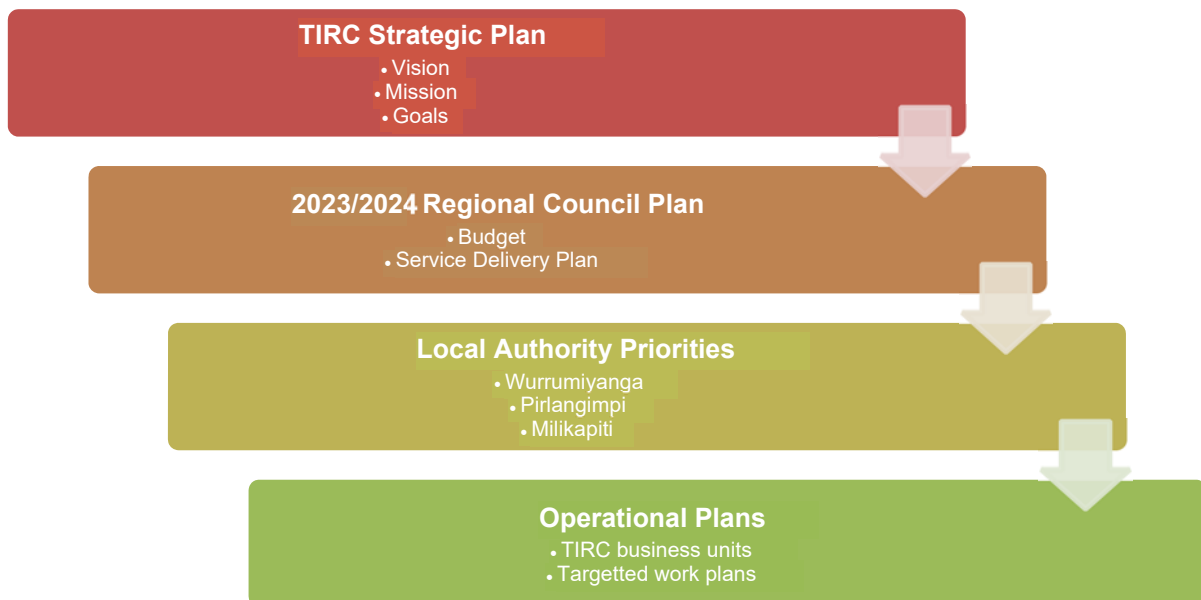 TIRC Strategic Plan
• Vision
• Mission
• Goals
2023/2024 Regional Council Plan
• Budget
• Service Delivery Plan
Local Authority Priorities
• Wurrumiyanga
• Pirlangimpi
• Milikapiti
Operational Plans
• TIRC business units
• Targetted work plans